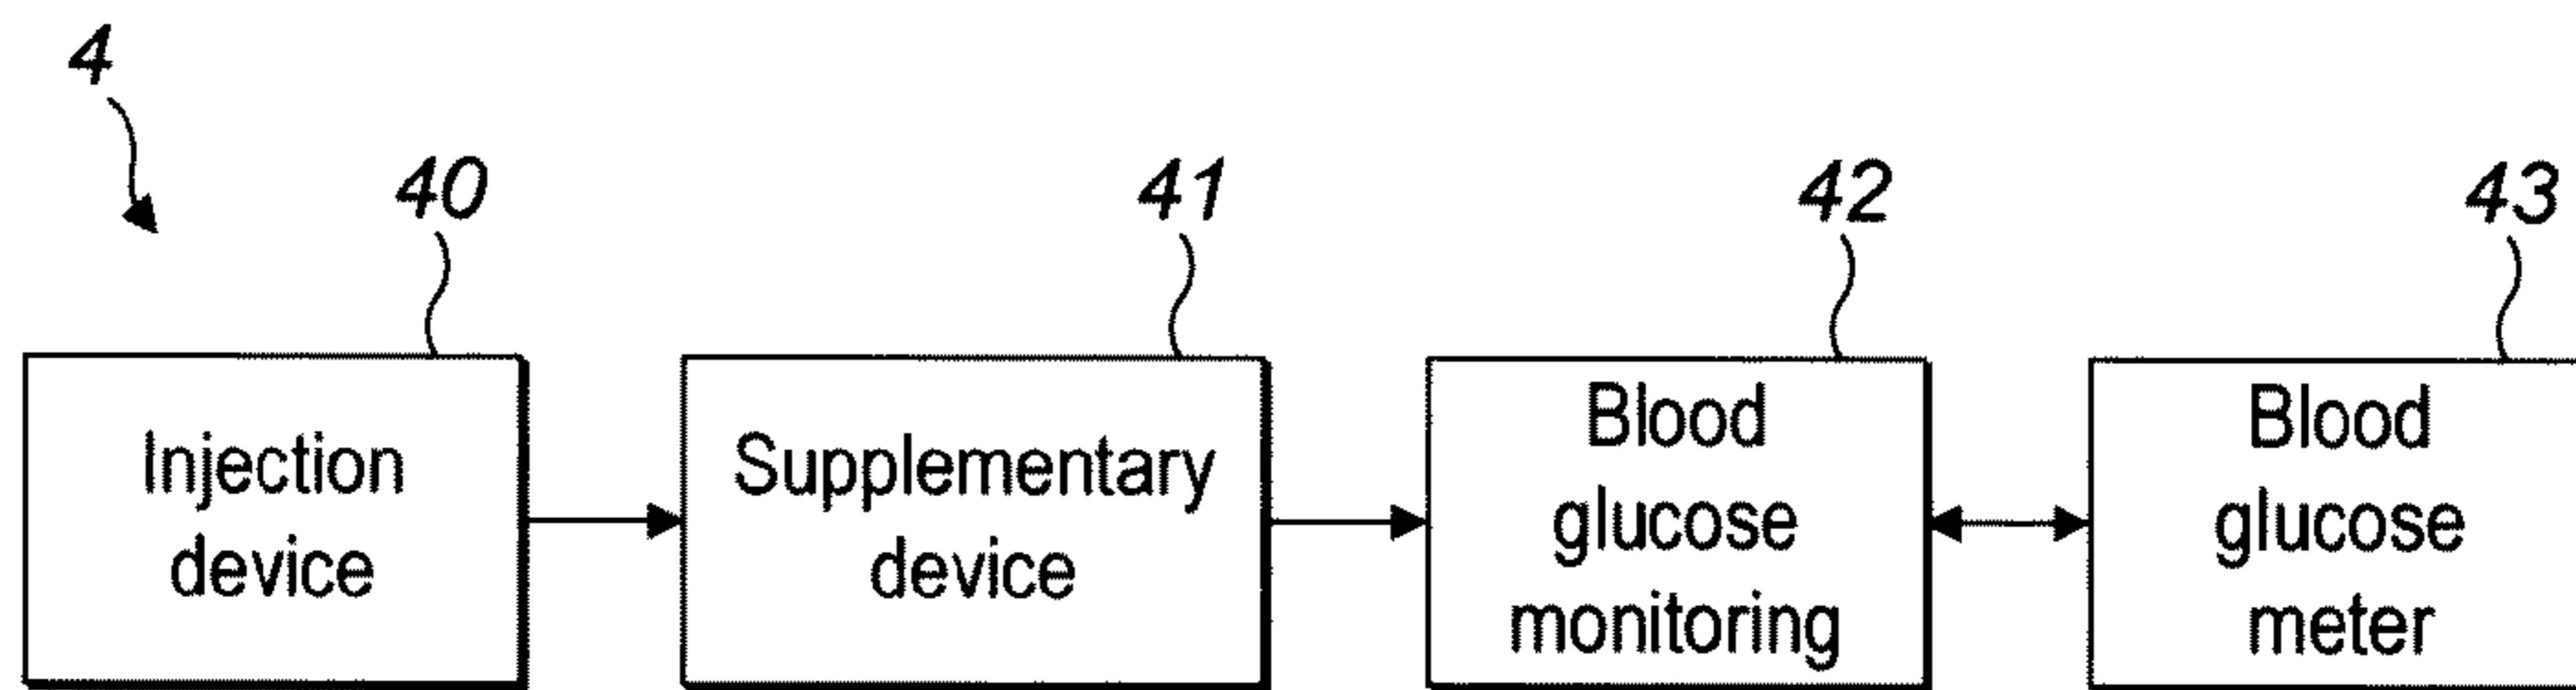 4
40
41
42
43
Injection
device
Supplementary
device
Blood
glucose
monitoring
Blood
glucose
meter